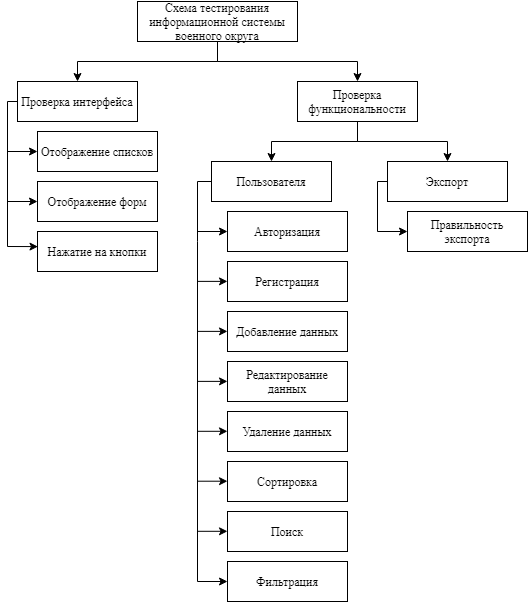 Схема тестирования
информационной системы
военного округа
Проверка интерфейса
Отображение списков
Отображение форм
Нажатие на кнопки
Проверка
функциональности
Пользователя
Авторизация
Регистрация
Добавление данных
Редактирование
данных
Удаление данных
Сортировка
Поиск
Фильтрация
Экспорт
Правильность
экспорта